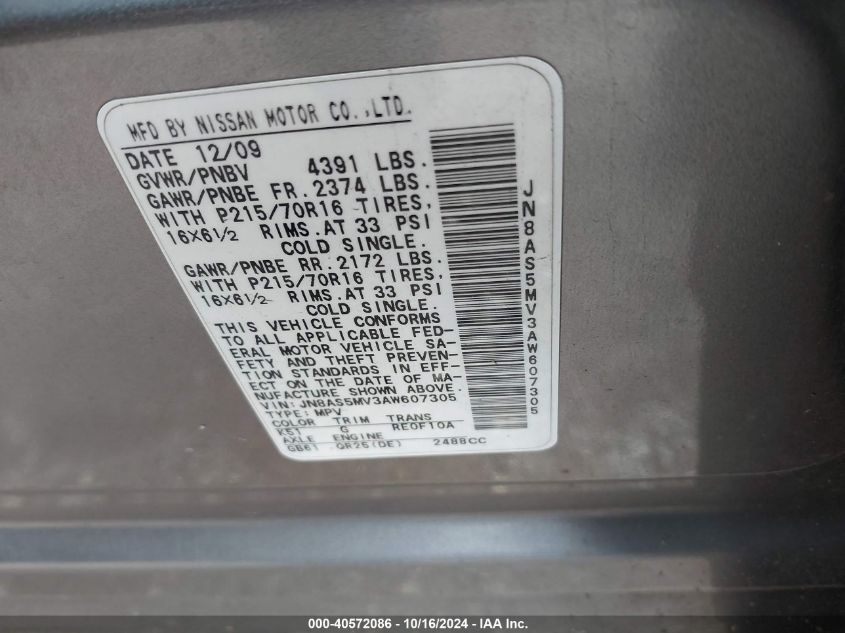 MFD BY NISSAN MOTOR CO.,LTD.
DATE 12/09
GVWR/PNBV 4391 LBS.
GAWR/PNBE FR. 2374 LBS.
WITH P215/70R16 TIRES,
16X6½ RIMS.AT 33 PSI
COLD SINGLE.
GAWR/PNBE RR. 2172 LBS.
WITH P215/70R16 TIRES,
16X6½ RIMS.AT 33 PSI
COLD SINGLE.
THIS VEHICLE CONFORMS
TO ALL APPLICABLE FED-
ERAL MOTOR VEHICLE SA-
FETY AND THEFT PREVEN-
TION STANDARDS IN EFF-
ECT ON THE DATE OF MA-
NUFACTURE SHOWN ABOVE.
VIN: JN8AS5MV3AW607305
TYPE: MPV
COLOR TRIM TRANS
K51 G RE0F10A
AXLE ENGINE
GB61 QR25(DE) 2488CC
JN8AS5MV3AW607305
000-40572086 - 10/16/2024 - IAA Inc.